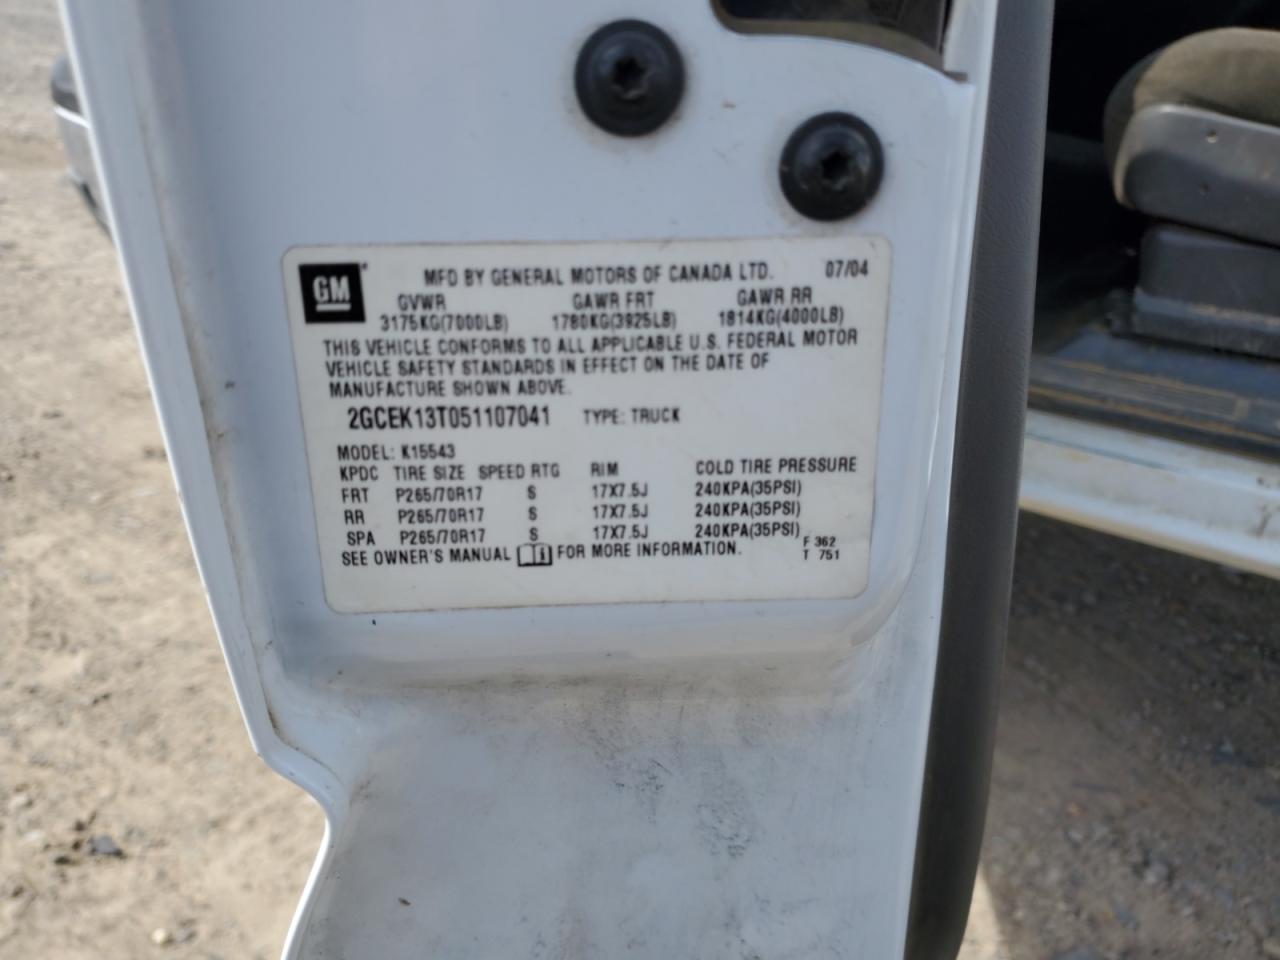 GM ® MFD BY GENERAL MOTORS OF CANADA LTD. 07/04
GVWR GAWR FRT GAWR RR
3175KG(7000LB) 1780KG(3925LB) 1814KG(4000LB)
THIS VEHICLE CONFORMS TO ALL APPLICABLE U.S. FEDERAL MOTOR
VEHICLE SAFETY STANDARDS IN EFFECT ON THE DATE OF
MANUFACTURE SHOWN ABOVE.
2GCEK13T051107041 TYPE: TRUCK
MODEL: K15543
KPDC TIRE SIZE SPEED RTG RIM COLD TIRE PRESSURE
FRT P265/70R17 S 17X7.5J 240KPA(35PSI)
RR P265/70R17 S 17X7.5J 240KPA(35PSI)
SPA P265/70R17 S 17X7.5J 240KPA(35PSI)
SEE OWNER'S MANUAL FOR MORE INFORMATION.
F 362
T 751